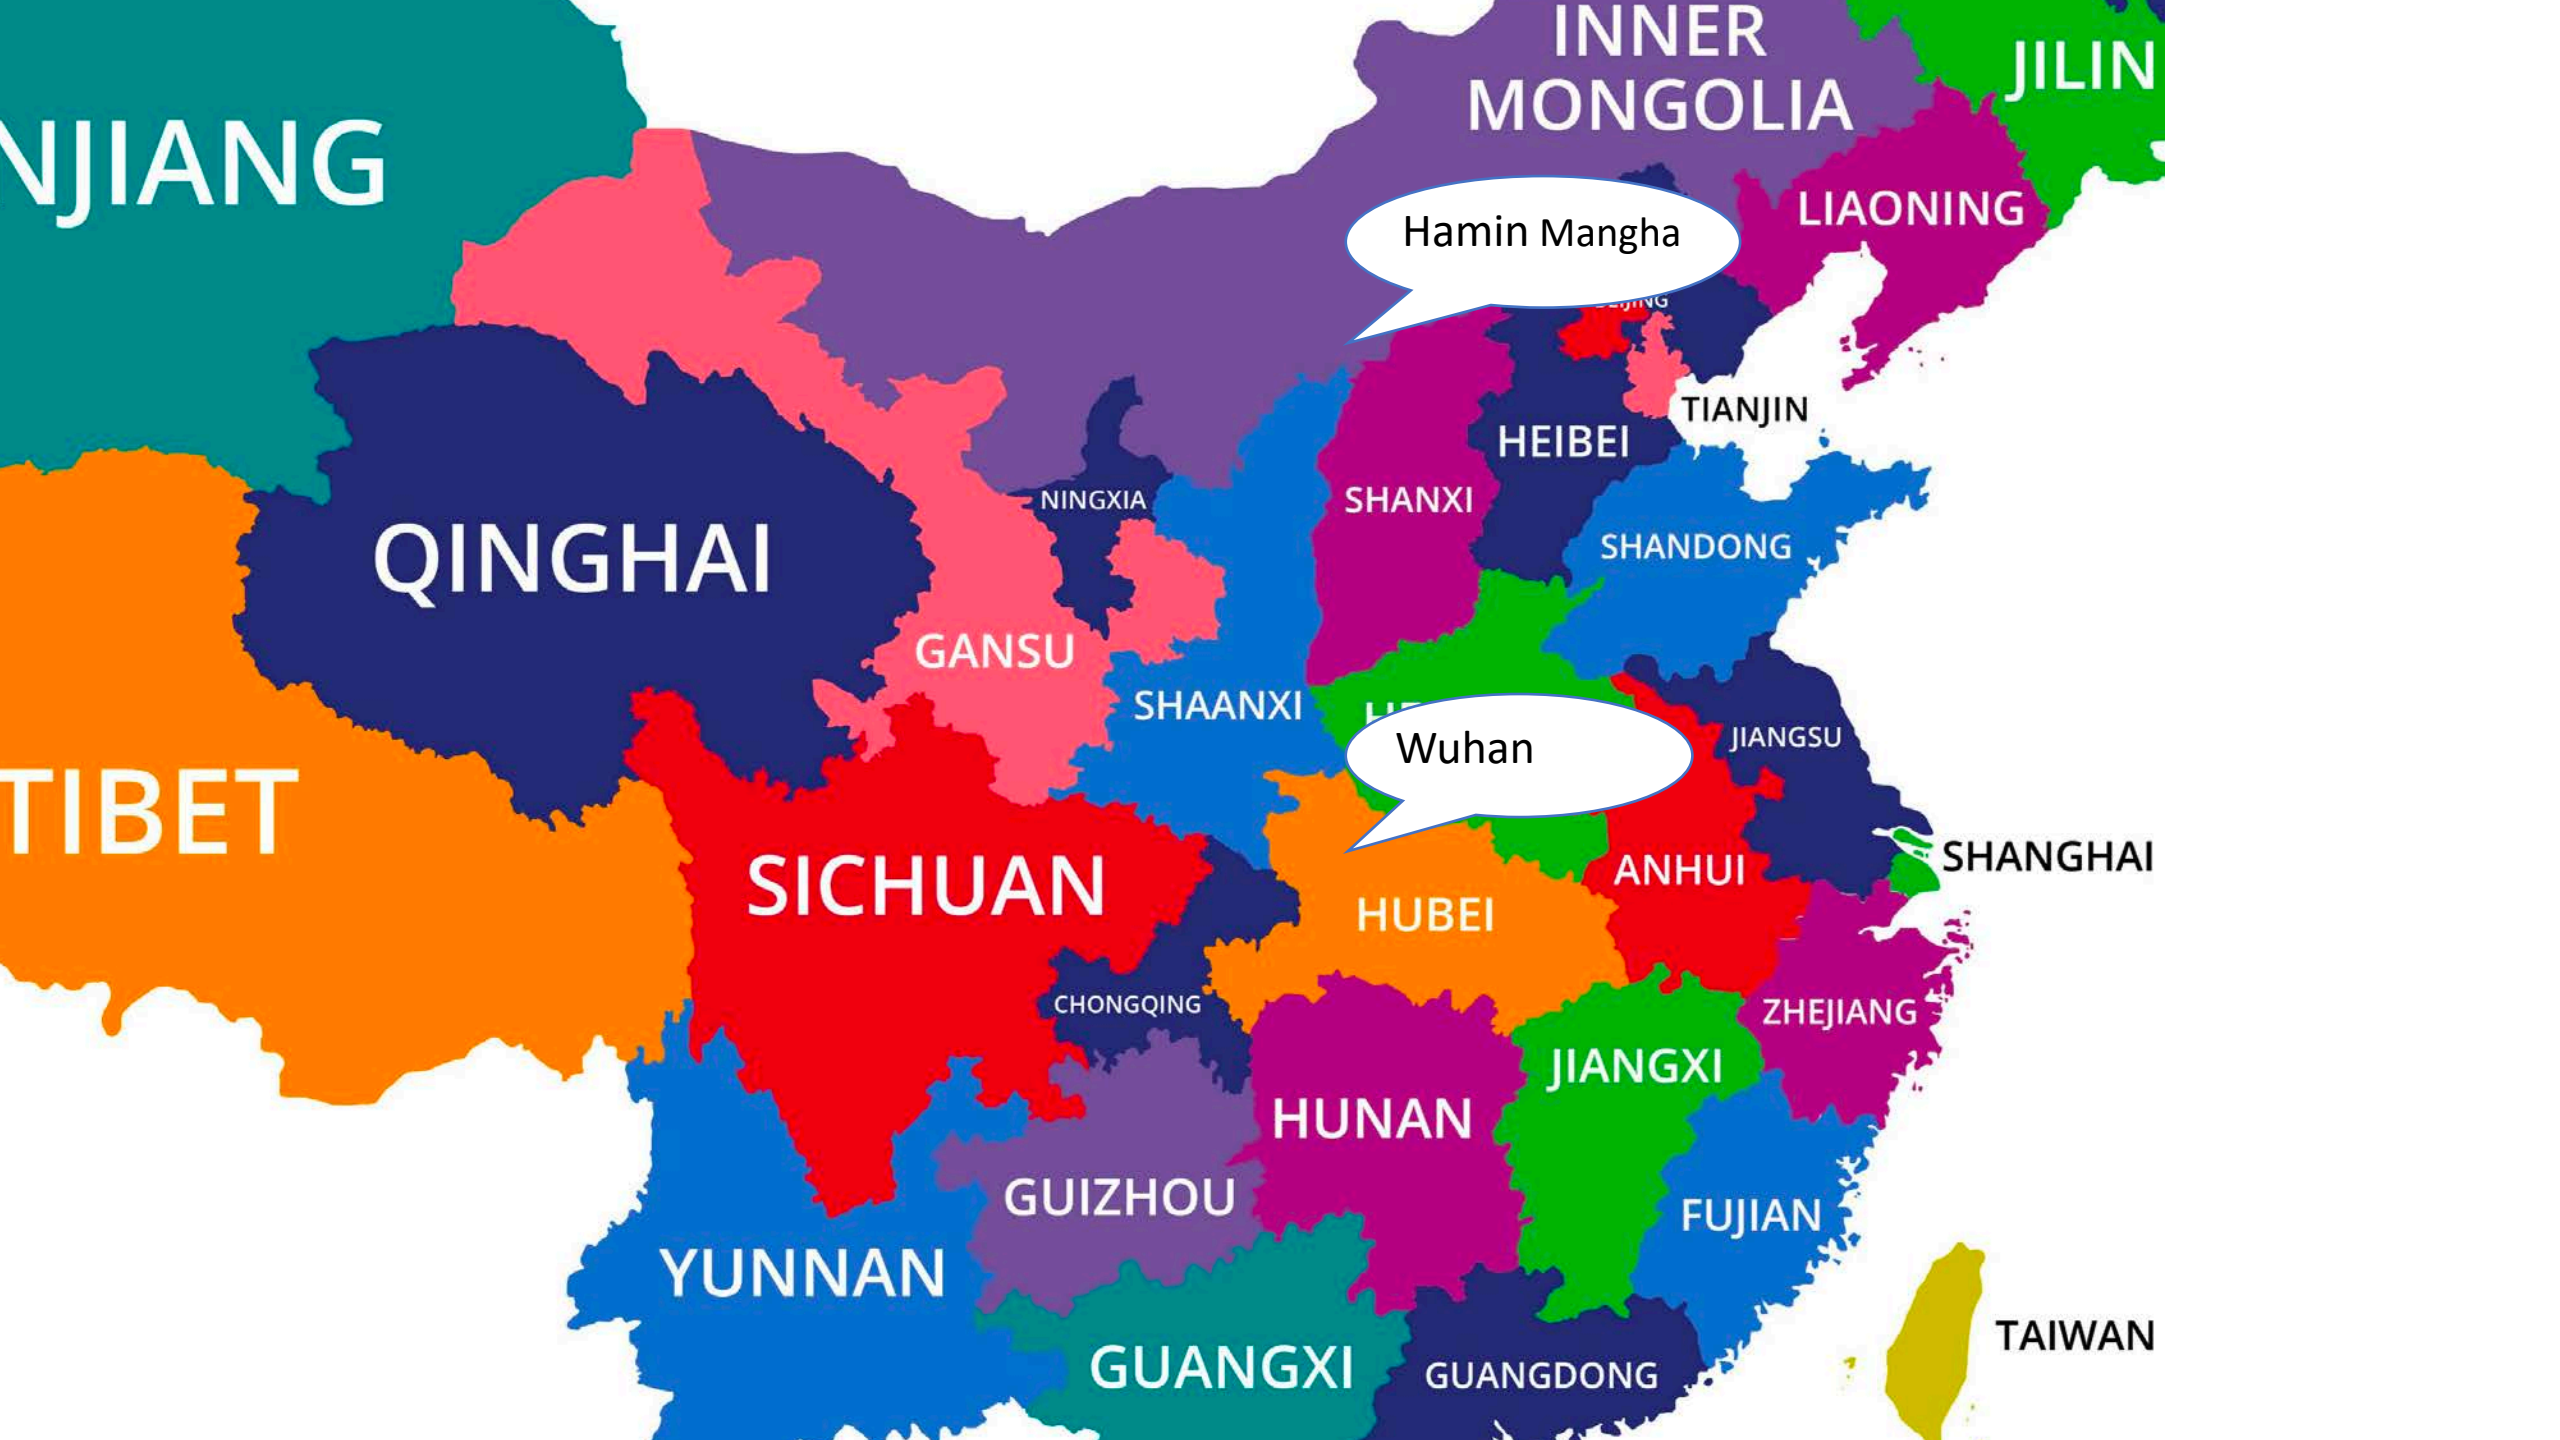 INNER
MONGOLIA
JILIN
NJIANG
LIAONING
Hamin Mangha
TIANJIN
HEIBEI
NINGXIA
SHANXI
SHANDONG
QINGHAI
GANSU
SHAANXI
JIANGSU
Wuhan
TIBET
SHANGHAI
ANHUI
SICHUAN
HUBEI
CHONGQING
ZHEJIANG
JIANGXI
HUNAN
GUIZHOU
FUJIAN
YUNNAN
TAIWAN
GUANGXI
GUANGDONG